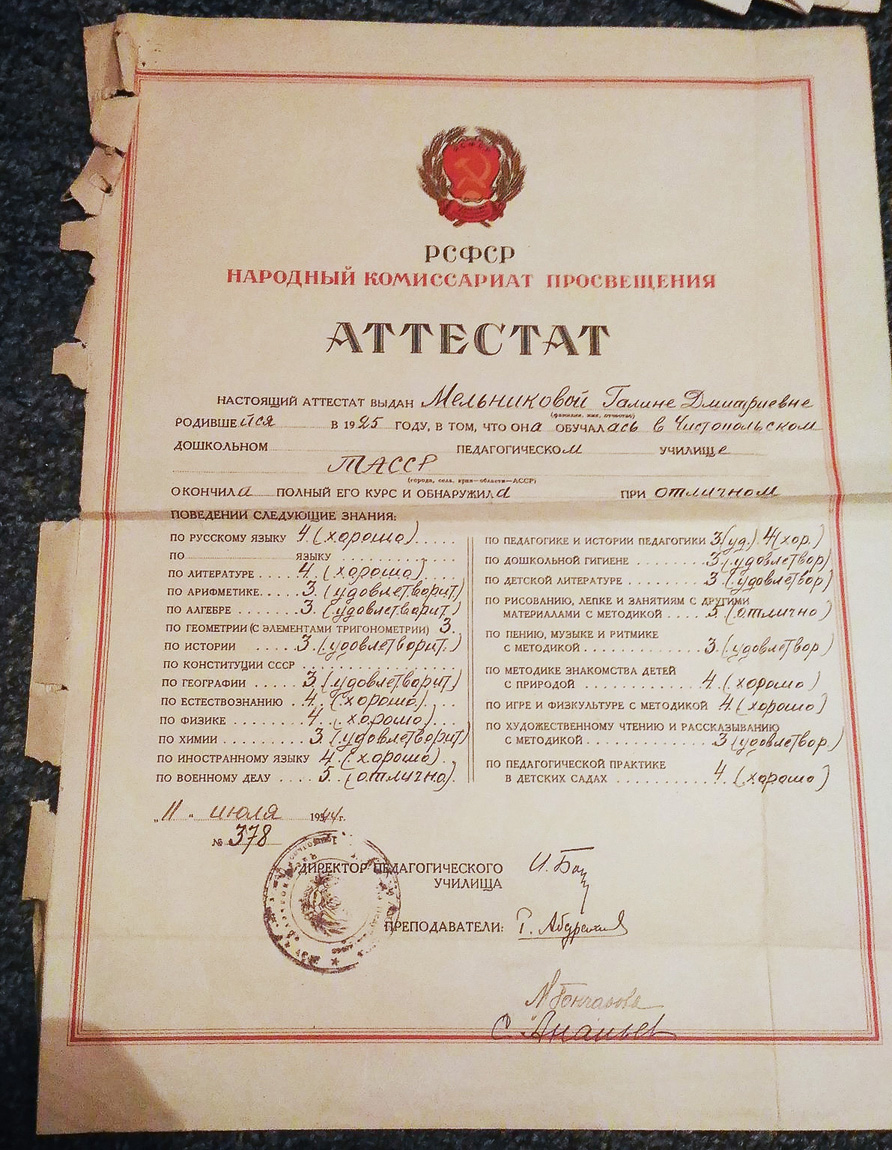 РСФСР
НАРОДНЫЙ КОМИССАРИАТ ПРОСВЕЩЕНИЯ
АТТЕСТАТ
НАСТОЯЩИЙ АТТЕСТАТ ВЫДАН Мельниковой Галине Дмитриевне
(фамилия, имя, отчество)
РОДИВШЕЙСЯ В 1925 ГОДУ, В ТОМ, ЧТО ОНА ОБУЧАЛАСЬ в Чистопольском
ДОШКОЛЬНОМ ПЕДАГОГИЧЕСКОМ УЧИЛИЩЕ
ТАССР
(города, села, края—области—АССР)
ОКОНЧИЛА ПОЛНЫЙ ЕГО КУРС И ОБНАРУЖИЛА ПРИ отличном
ПОВЕДЕНИИ СЛЕДУЮЩИЕ ЗНАНИЯ:
ПО РУССКОМУ ЯЗЫКУ 4. (хорошо)
ПО ЯЗЫКУ
ПО ЛИТЕРАТУРЕ 4. (хорошо)
ПО АРИФМЕТИКЕ 3. (удовлетворит)
ПО АЛГЕБРЕ 3. (удовлетворит)
ПО ГЕОМЕТРИИ (С ЭЛЕМЕНТАМИ ТРИГОНОМЕТРИИ) 3.
ПО ИСТОРИИ 3. (удовлетворит.)
ПО КОНСТИТУЦИИ СССР
ПО ГЕОГРАФИИ 3 (удовлетворит)
ПО ЕСТЕСТВОЗНАНИЮ 4. (хорошо)
ПО ФИЗИКЕ 4. (хорошо)
ПО ХИМИИ 3. (удовлетворит)
ПО ИНОСТРАННОМУ ЯЗЫКУ 4. (хорошо)
ПО ВОЕННОМУ ДЕЛУ 5. (отлично)
ПО ПЕДАГОГИКЕ И ИСТОРИИ ПЕДАГОГИКИ 3(уд.) 4(хор.)
ПО ДОШКОЛЬНОЙ ГИГИЕНЕ 3 (удовлетвор)
ПО ДЕТСКОЙ ЛИТЕРАТУРЕ 3 (удовлетвор)
ПО РИСОВАНИЮ, ЛЕПКЕ И ЗАНЯТИЯМ С ДРУГИМИ
МАТЕРИАЛАМИ С МЕТОДИКОЙ 5. (отлично)
ПО ПЕНИЮ, МУЗЫКЕ И РИТМИКЕ
С МЕТОДИКОЙ 3. (удовлетвор)
ПО МЕТОДИКЕ ЗНАКОМСТВА ДЕТЕЙ
С ПРИРОДОЙ 4. (хорошо)
ПО ИГРЕ И ФИЗКУЛЬТУРЕ С МЕТОДИКОЙ 4 (хорошо)
ПО ХУДОЖЕСТВЕННОМУ ЧТЕНИЮ И РАССКАЗЫВАНИЮ
С МЕТОДИКОЙ 3 (удовлетвор.)
ПО ПЕДАГОГИЧЕСКОЙ ПРАКТИКЕ
В ДЕТСКИХ САДАХ 4. (хорошо)
„11" июля 1944 г.
№ 378
ДИРЕКТОР ПЕДАГОГИЧЕСКОГО
УЧИЛИЩА
ПРЕПОДАВАТЕЛИ:
Гончарова
С Ананьев